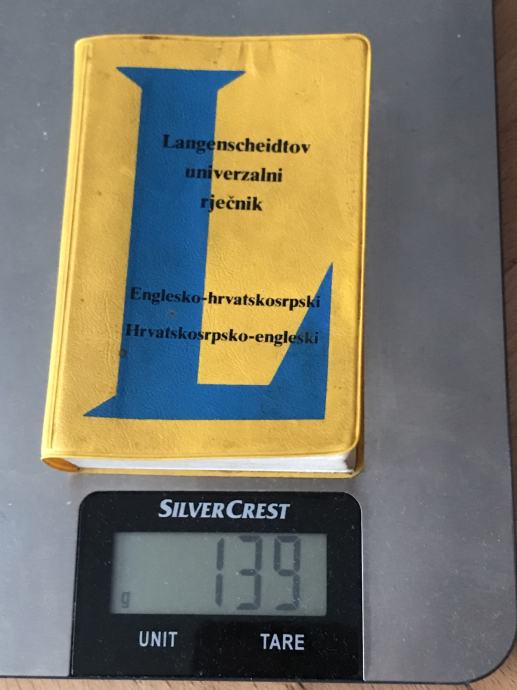 Langenscheidtov
univerzalni
rječnik
Englesko-hrvatskosrpski
Hrvatskosrpsko-engleski
SILVERCREST
139
g
UNIT TARE